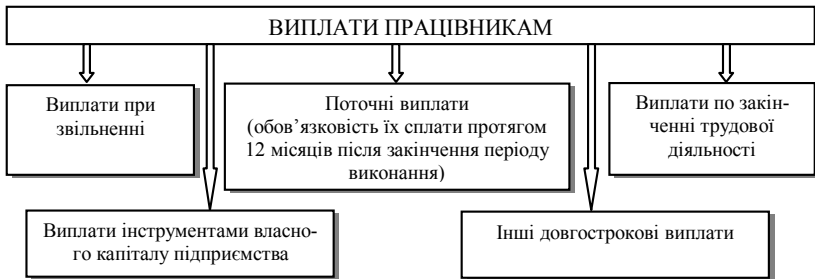 ВИПЛАТИ ПРАЦІВНИКАМ
Виплати при
звільненні
Поточні виплати
(обов’язковість їх сплати протягом
12 місяців після закінчення періоду
виконання)
Виплати по закін-
ченні трудової
діяльності
Виплати інструментами власно-
го капіталу підприємства
Інші довгострокові виплати